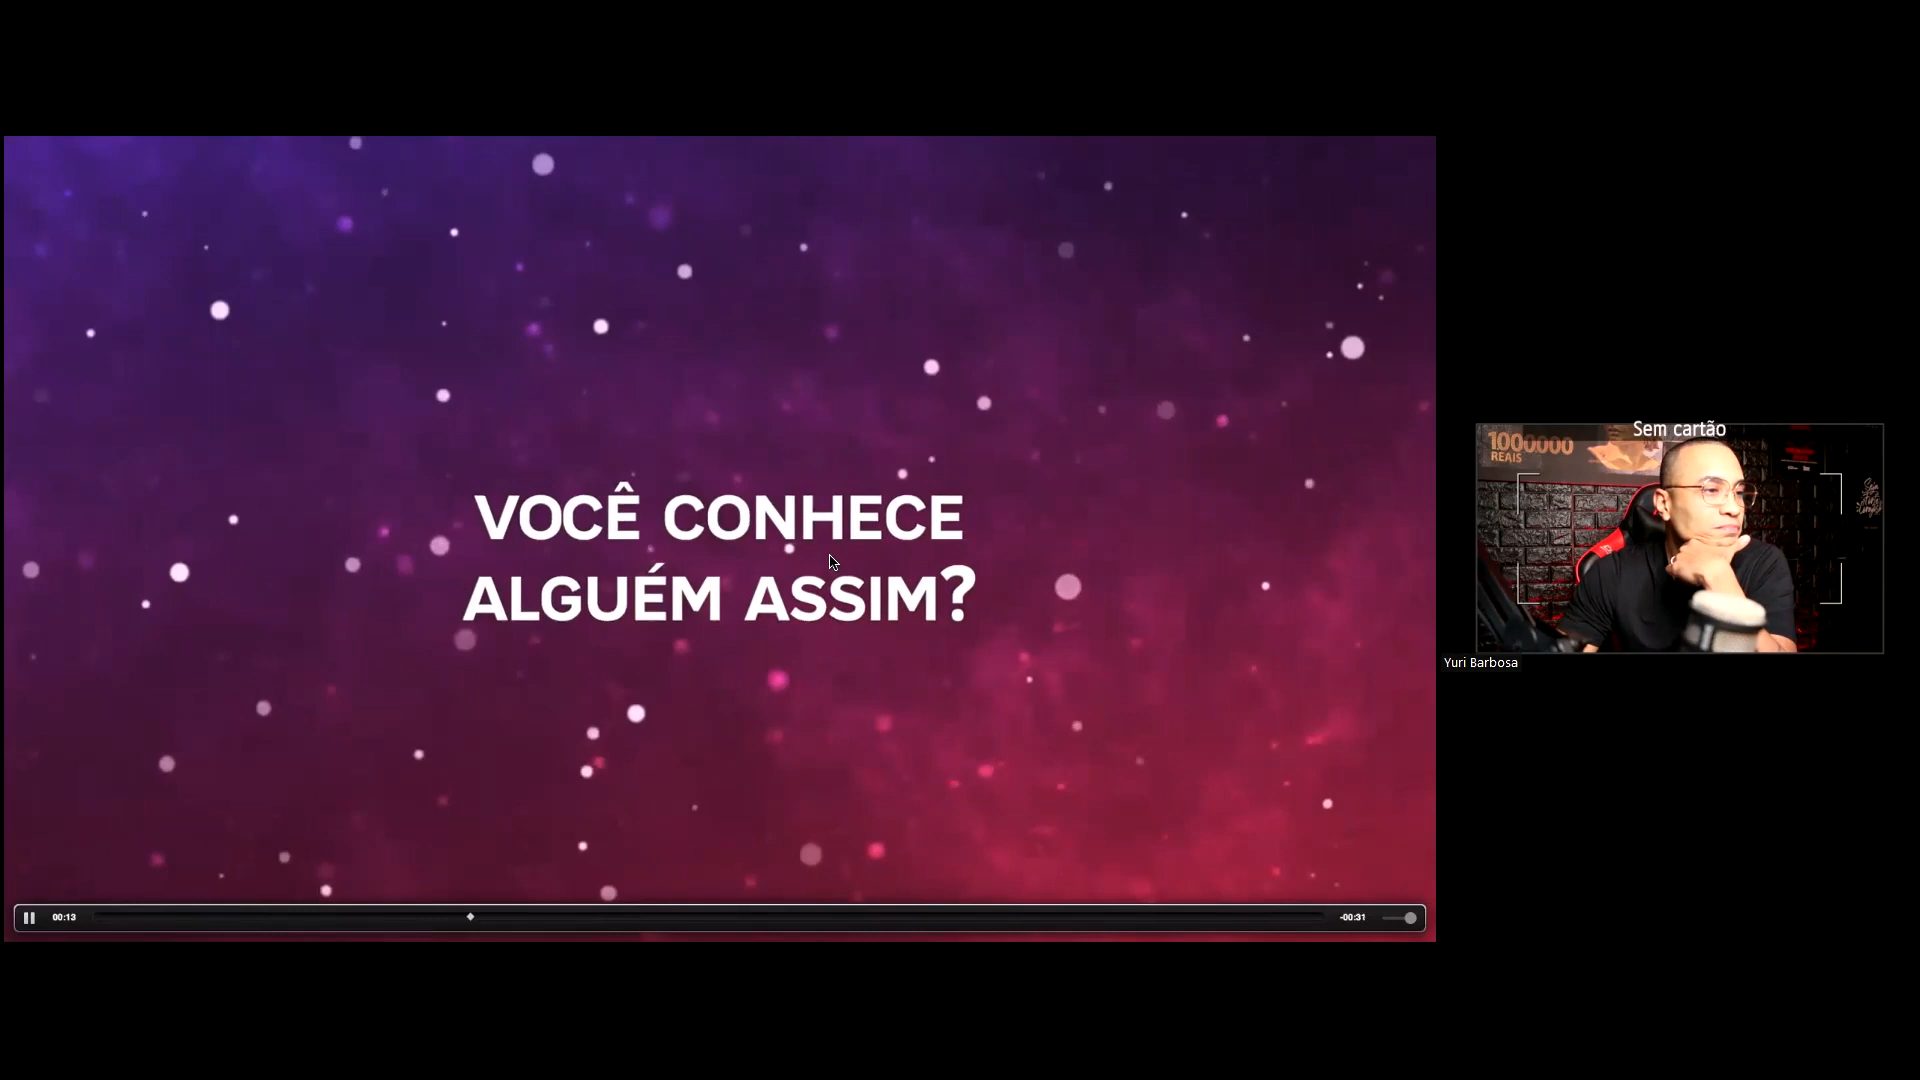 VOCÊ CONHECE
ALGUÉM ASSIM?
00:13
-00:31
Sem cartão
1000000
REAIS
Yuri Barbosa